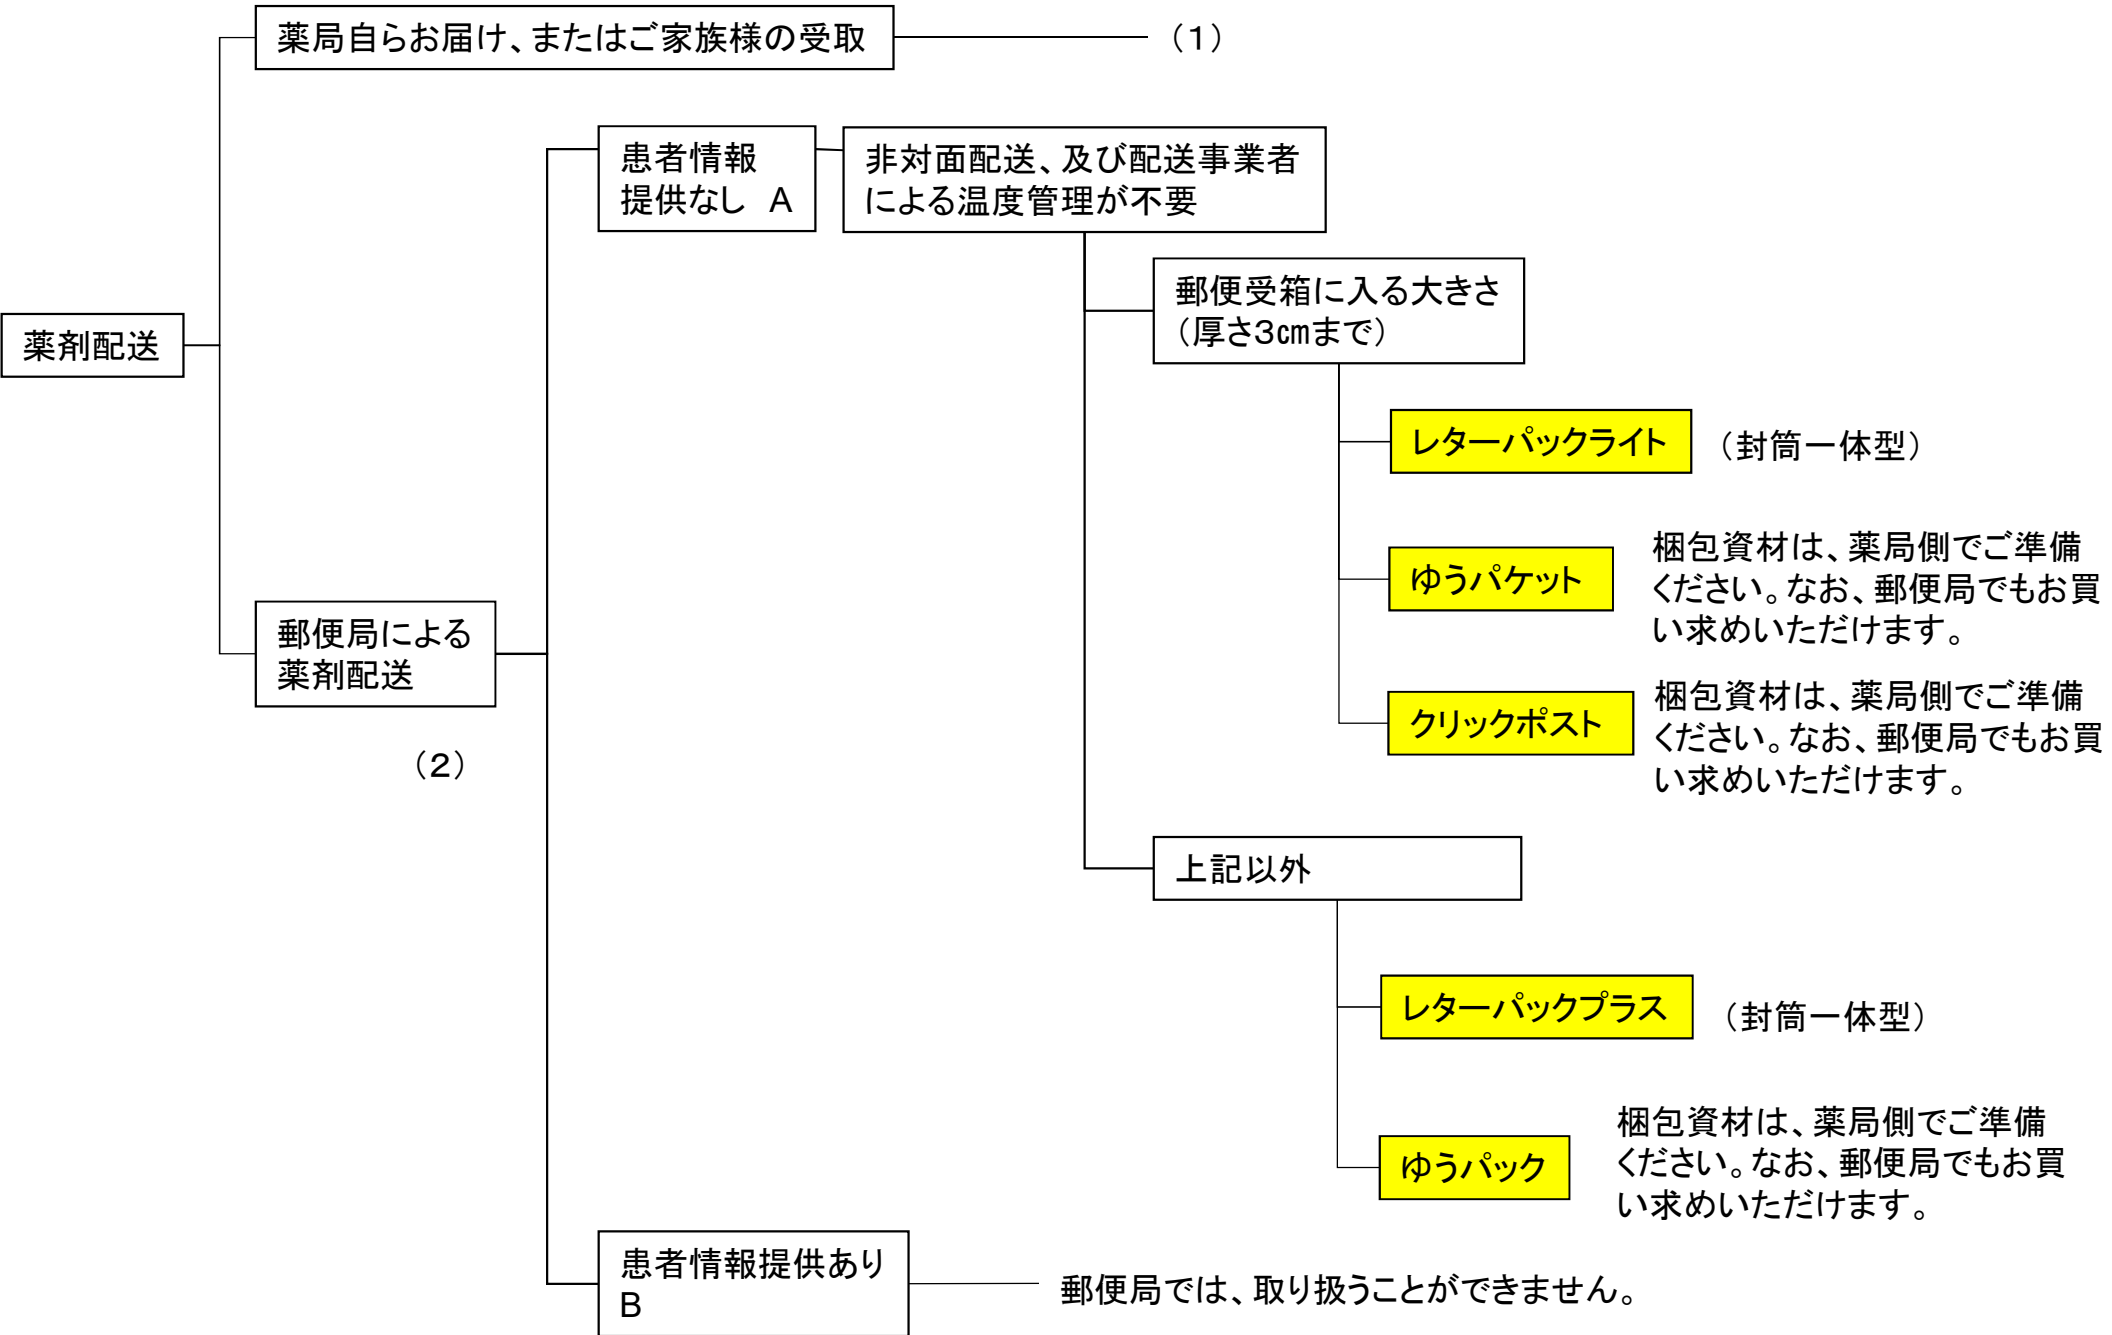 薬局自らお届け、またはご家族様の受取
（１）
患者情報
提供なし　A
非対面配送、及び配送事業者
による温度管理が不要
郵便受箱に入る大きさ
（厚さ3㎝まで）
薬剤配送
レターパックライト
（封筒一体型）
ゆうパケット
梱包資材は、薬局側でご準備
ください。なお、郵便局でもお買
い求めいただけます。
郵便局による
薬剤配送
（２）
クリックポスト
梱包資材は、薬局側でご準備
ください。なお、郵便局でもお買
い求めいただけます。
上記以外
レターパックプラス
（封筒一体型）
ゆうパック
梱包資材は、薬局側でご準備
ください。なお、郵便局でもお買
い求めいただけます。
患者情報提供あり
B
郵便局では、取り扱うことができません。